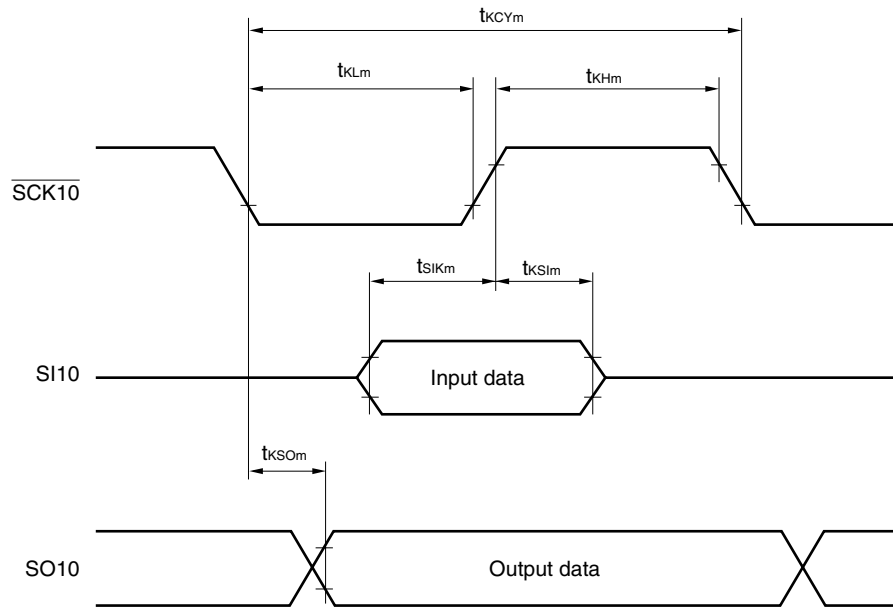 tKCYm
tKLm
tKHm
SCK10
tSIKm
tKSIm
SI10
Input data
tKSOm
SO10
Output data